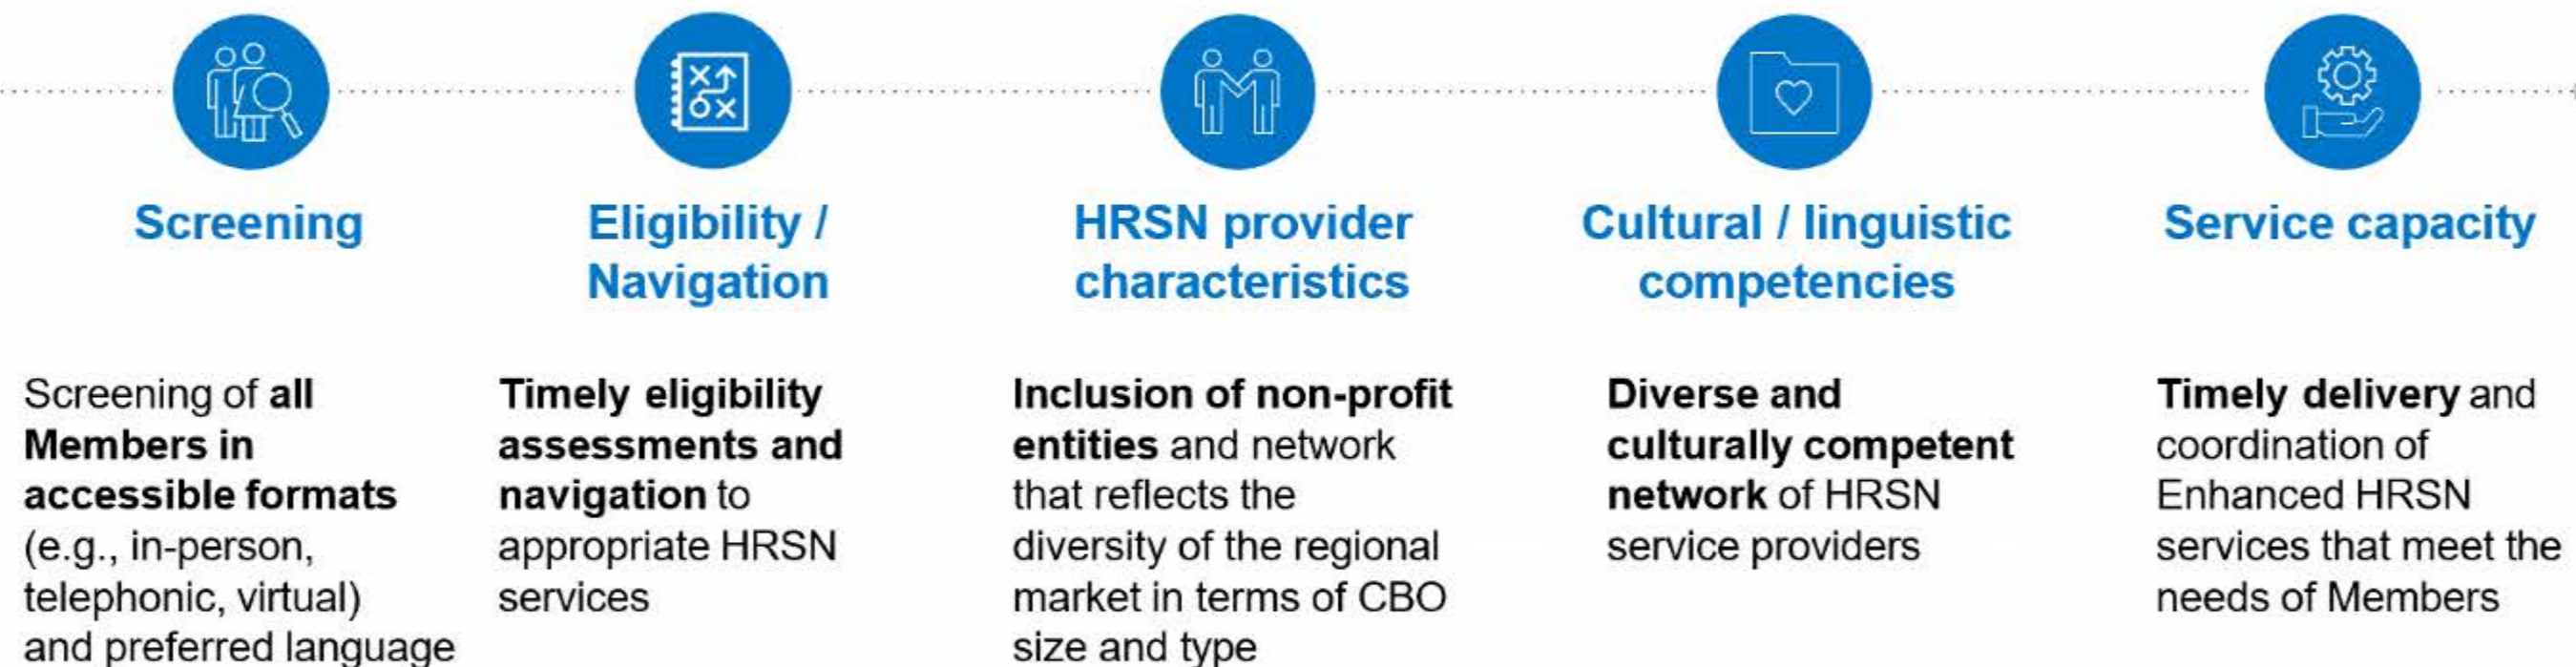 Screening
Screening of all
Members in
accessible formats
(e.g., in-person,
telephonic, virtual)
and preferred language
Eligibility /
Navigation
Timely eligibility
assessments and
navigation to
appropriate HRSN
services
HRSN provider
characteristics
Inclusion of non-profit
entities and network
that reflects the
diversity of the regional
market in terms of CBO
size and type
Cultural / linguistic
competencies
Diverse and
culturally competent
network of HRSN
service providers
Service capacity
Timely delivery and
coordination of
Enhanced HRSN
services that meet the
needs of Members